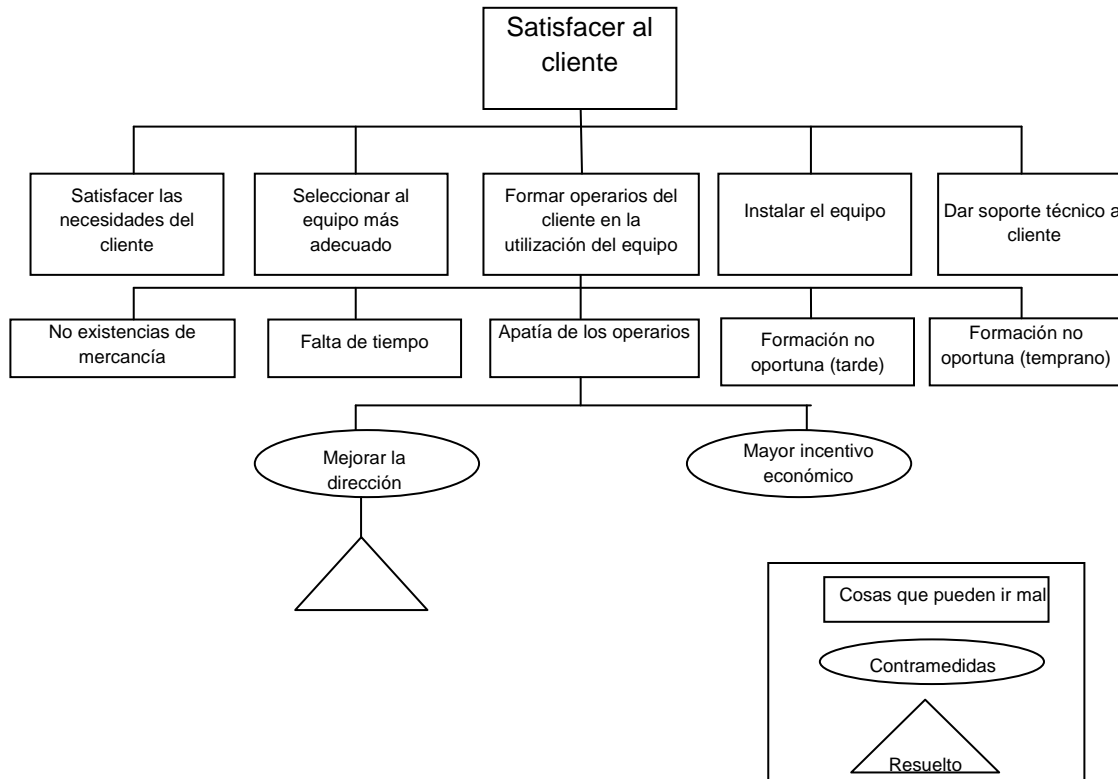 Satisfacer al
cliente
Satisfacer las
necesidades del
cliente
Seleccionar al
equipo más
adecuado
Formar operarios del
cliente en la
utilización del equipo
Instalar el equipo
Dar soporte técnico a
cliente
No existencias de
mercancía
Falta de tiempo
Apatía de los operarios
Formación no
oportuna (tarde)
Formación no
oportuna (temprano)
Mejorar la
dirección
Mayor incentivo
económico
Cosas que pueden ir mal
Contramedidas
Resuelto